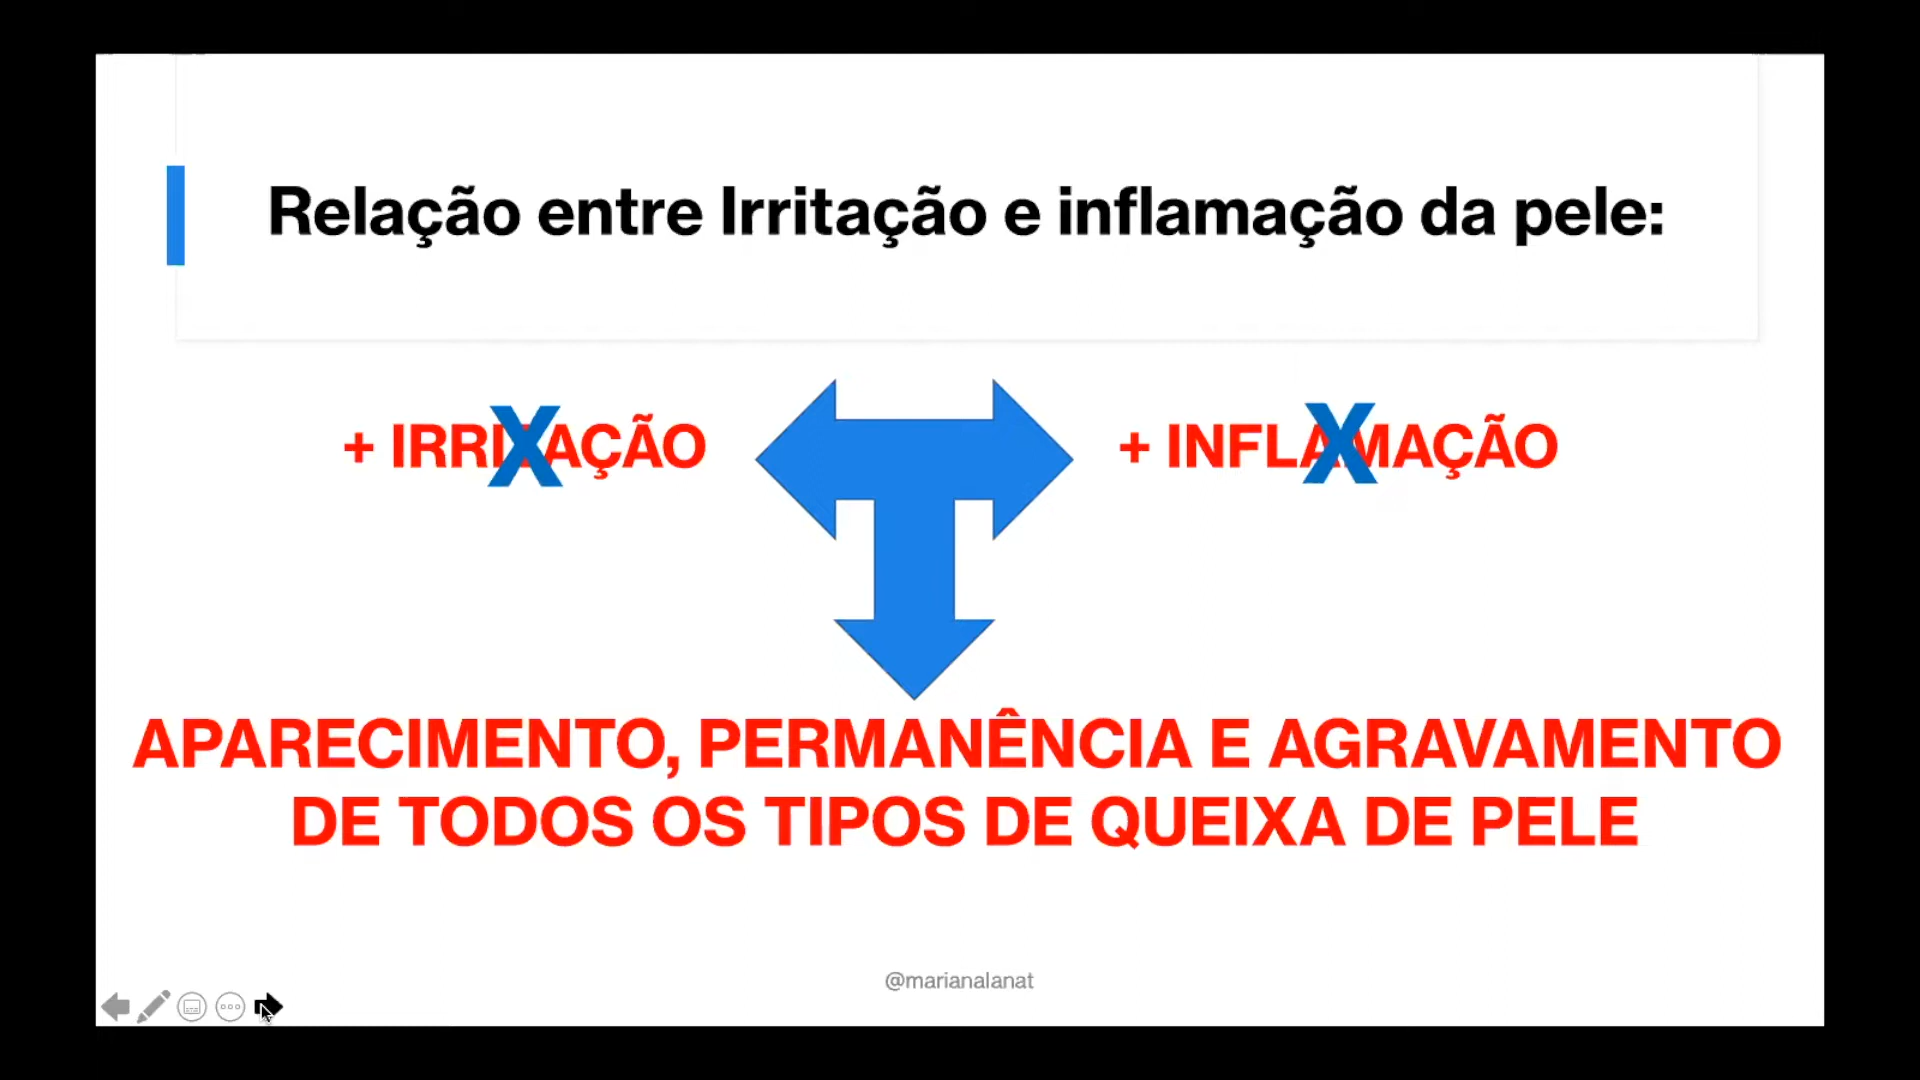 Relação entre Irritação e inflamação da pele:
+ IRRITAÇÃO
X
+ INFLAMAÇÃO
X
APARECIMENTO, PERMANÊNCIA E AGRAVAMENTO
DE TODOS OS TIPOS DE QUEIXA DE PELE
@marianalanat